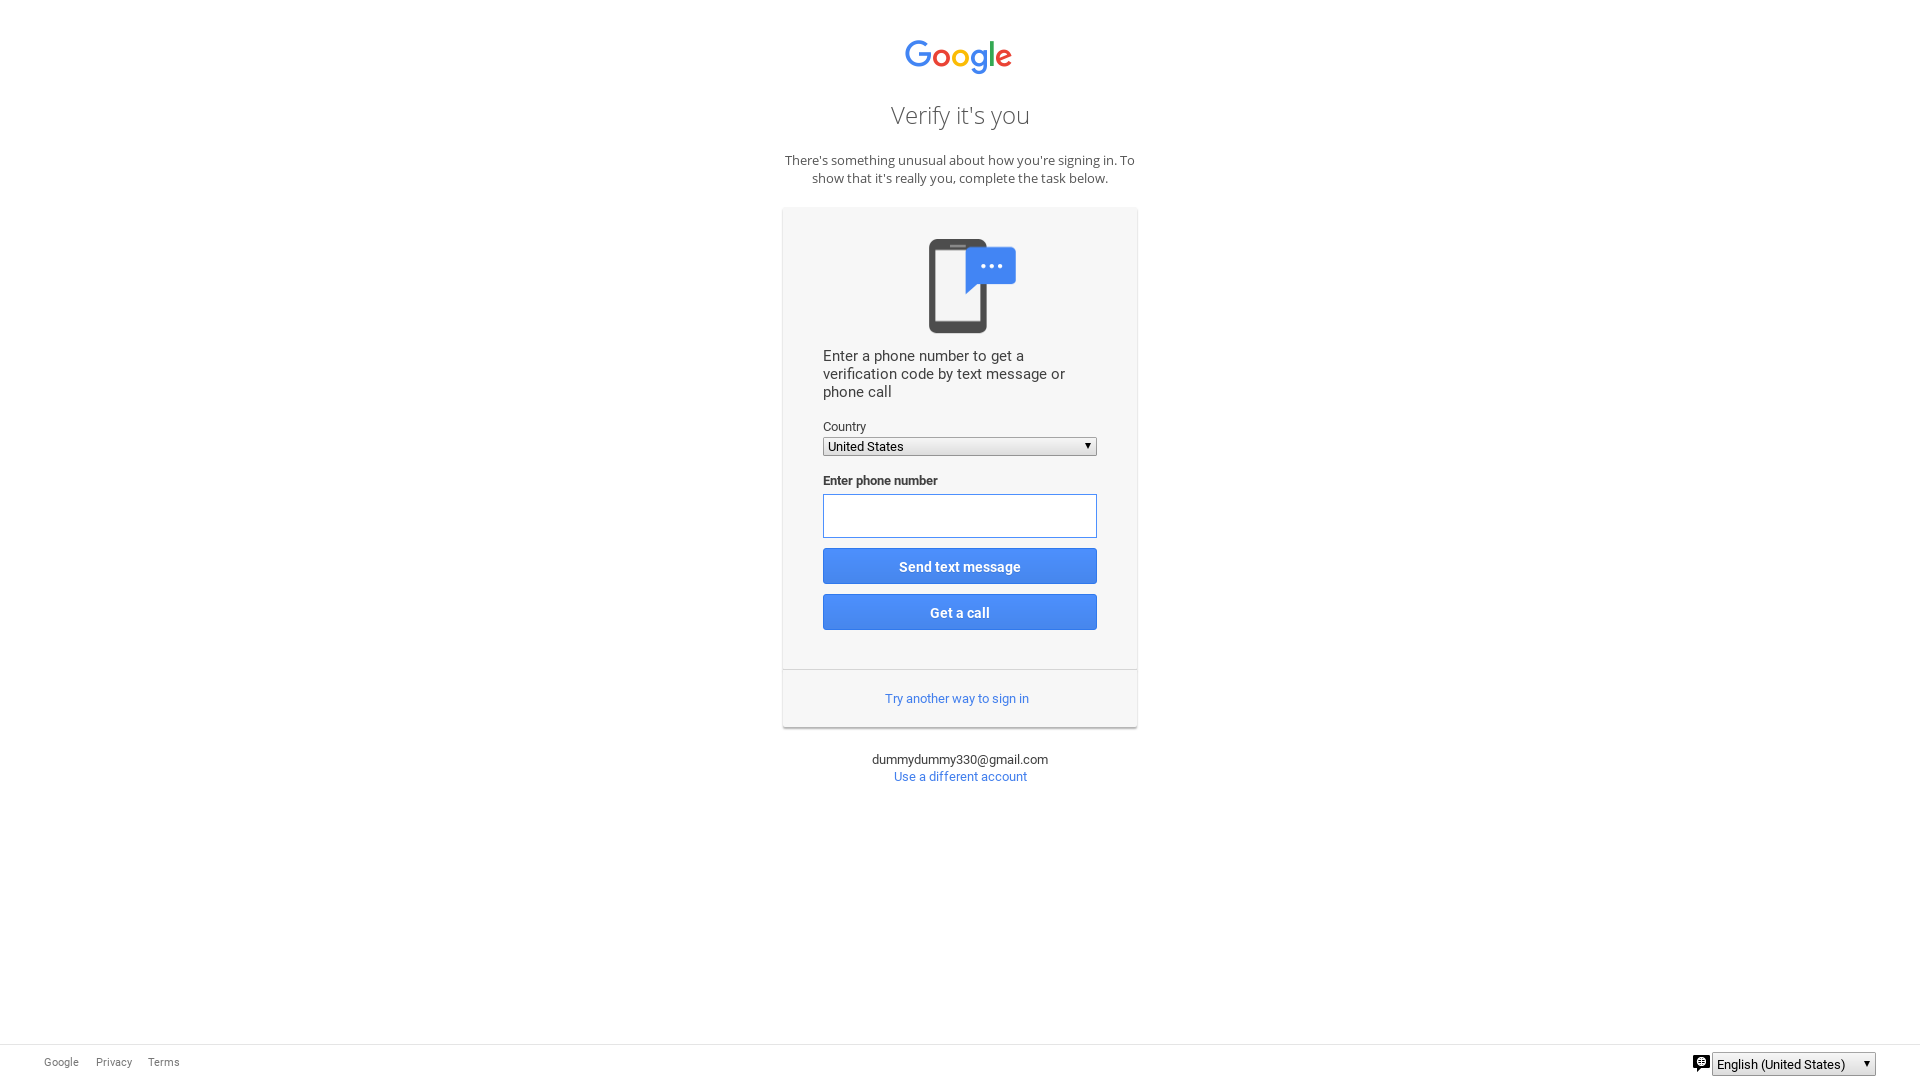 Google
Verify it's you
There's something unusual about how you're signing in. To
show that it's really you, complete the task below.
Enter a phone number to get a
verification code by text message or
phone call
Country
United States
Enter phone number
Send text message
Get a call
Try another way to sign in
dummydummy330@gmail.com
Use a different account
Google Privacy Terms English (United States)